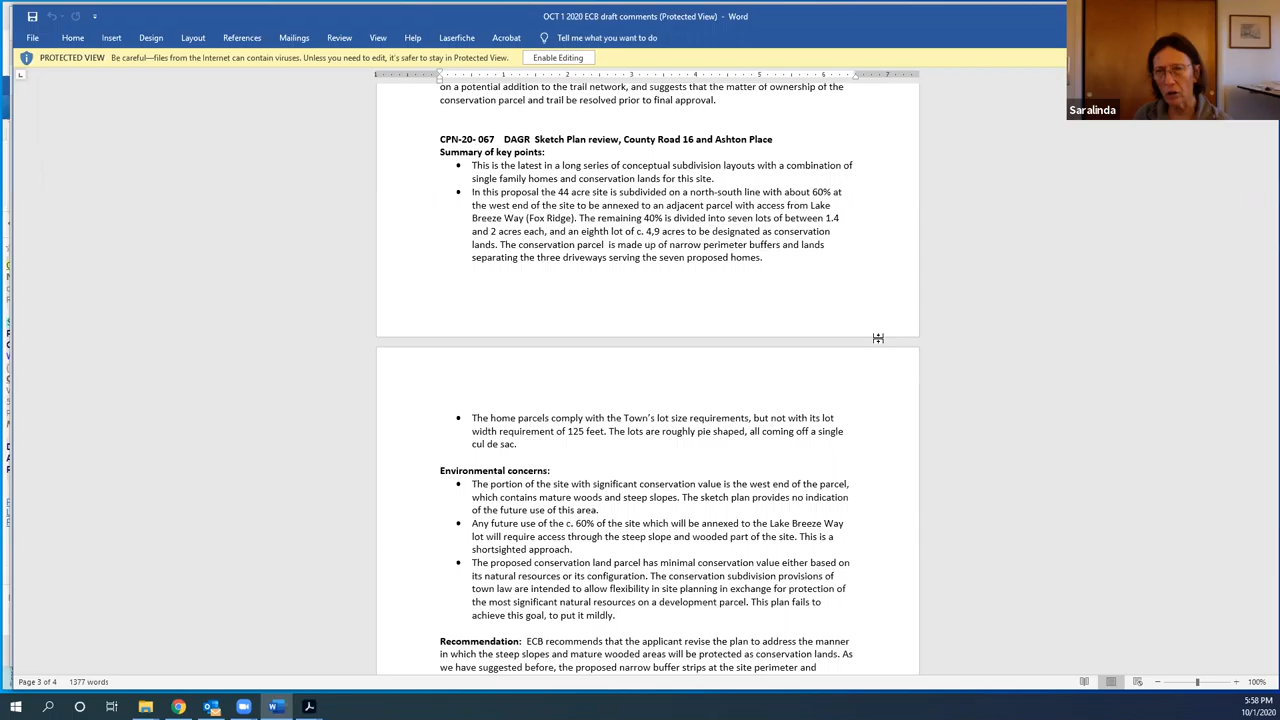 OCT 1 2020 ECB draft comments (Protected View) - Word
File Home Insert Design Layout References Mailings Review View Help Laserfiche Acrobat Tell me what you want to do
PROTECTED VIEW Be careful—files from the Internet can contain viruses. Unless you need to edit, it's safer to stay in Protected View. Enable Editing
1 1 2 3 4 5 6 7
Saralinda
on a potential addition to the trail network, and suggests that the matter of ownership of the
conservation parcel and trail be resolved prior to final approval.
CPN-20- 067 DAGR Sketch Plan review, County Road 16 and Ashton Place
Summary of key points:
• This is the latest in a long series of conceptual subdivision layouts with a combination of
single family homes and conservation lands for this site.
• In this proposal the 44 acre site is subdivided on a north-south line with about 60% at
the west end of the site to be annexed to an adjacent parcel with access from Lake
Breeze Way (Fox Ridge). The remaining 40% is divided into seven lots of between 1.4
and 2 acres each, and an eighth lot of c. 4,9 acres to be designated as conservation
lands. The conservation parcel is made up of narrow perimeter buffers and lands
separating the three driveways serving the seven proposed homes.
• The home parcels comply with the Town's lot size requirements, but not with its lot
width requirement of 125 feet. The lots are roughly pie shaped, all coming off a single
cul de sac.
Environmental concerns:
• The portion of the site with significant conservation value is the west end of the parcel,
which contains mature woods and steep slopes. The sketch plan provides no indication
of the future use of this area.
• Any future use of the c. 60% of the site which will be annexed to the Lake Breeze Way
lot will require access through the steep slope and wooded part of the site. This is a
shortsighted approach.
• The proposed conservation land parcel has minimal conservation value either based on
its natural resources or its configuration. The conservation subdivision provisions of
town law are intended to allow flexibility in site planning in exchange for protection of
the most significant natural resources on a development parcel. This plan fails to
achieve this goal, to put it mildly.
Recommendation: ECB recommends that the applicant revise the plan to address the manner
in which the steep slopes and mature wooded areas will be protected as conservation lands. As
we have suggested before, the proposed narrow buffer strips at the site perimeter and
Page 3 of 4 1377 words
100%
5:58 PM
10/1/2020